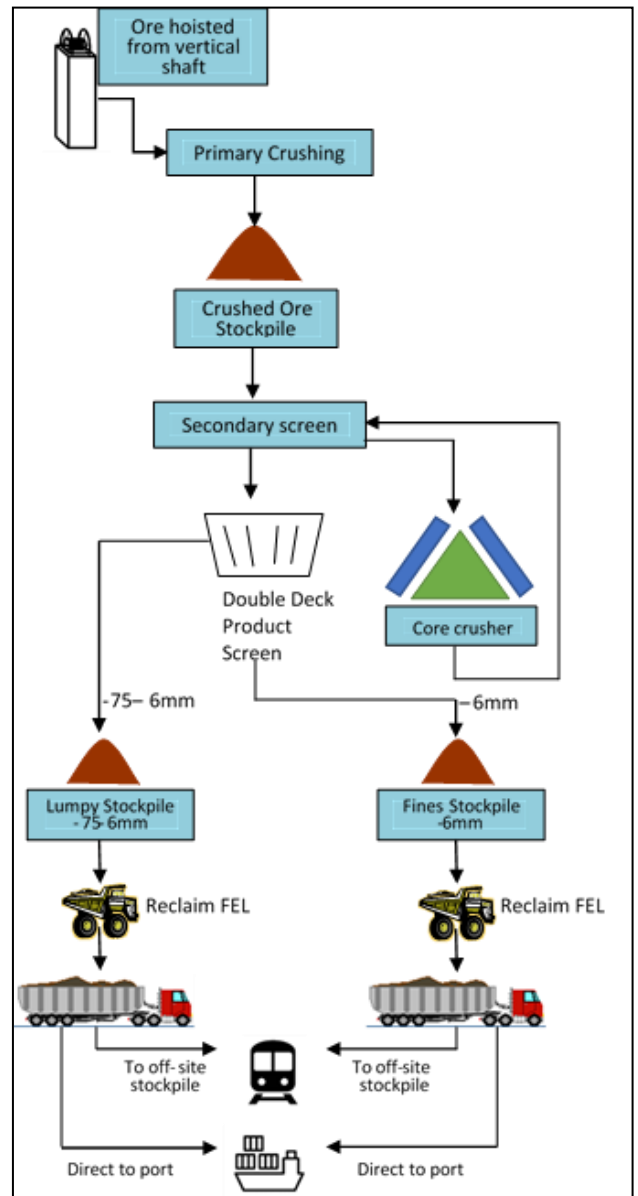 Ore hoisted
from vertical
shaft
Primary Crushing
Crushed Ore
Stockpile
Secondary screen
Double Deck
Product
Screen
Core crusher
-75– 6mm
– 6mm
Lumpy Stockpile
- 75-6mm
Fines Stockpile
-6mm
Reclaim FEL
Reclaim FEL
To off-site
stockpile
To off-site
stockpile
Direct to port
Direct to port